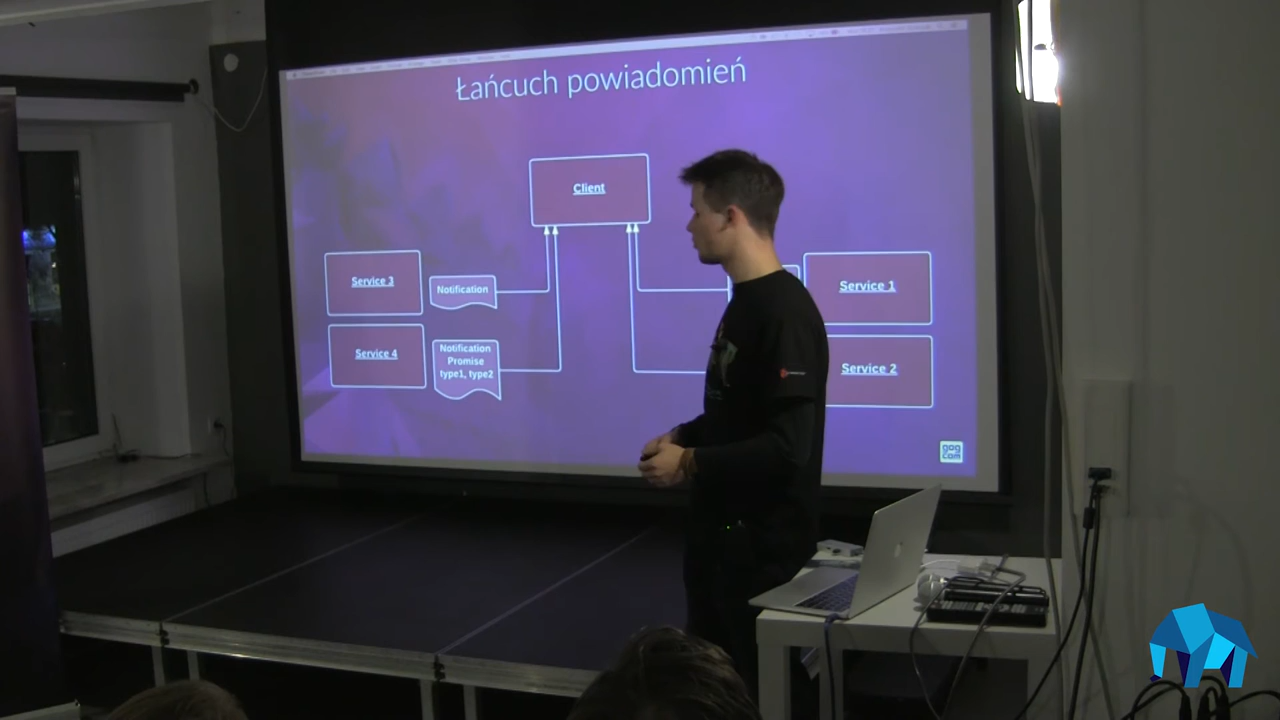 Łańcuch powiadomień
Client
Service 3
Notification
Service 1
Service 4
Notification
Promise
type1, type2
Service 2
gog
com